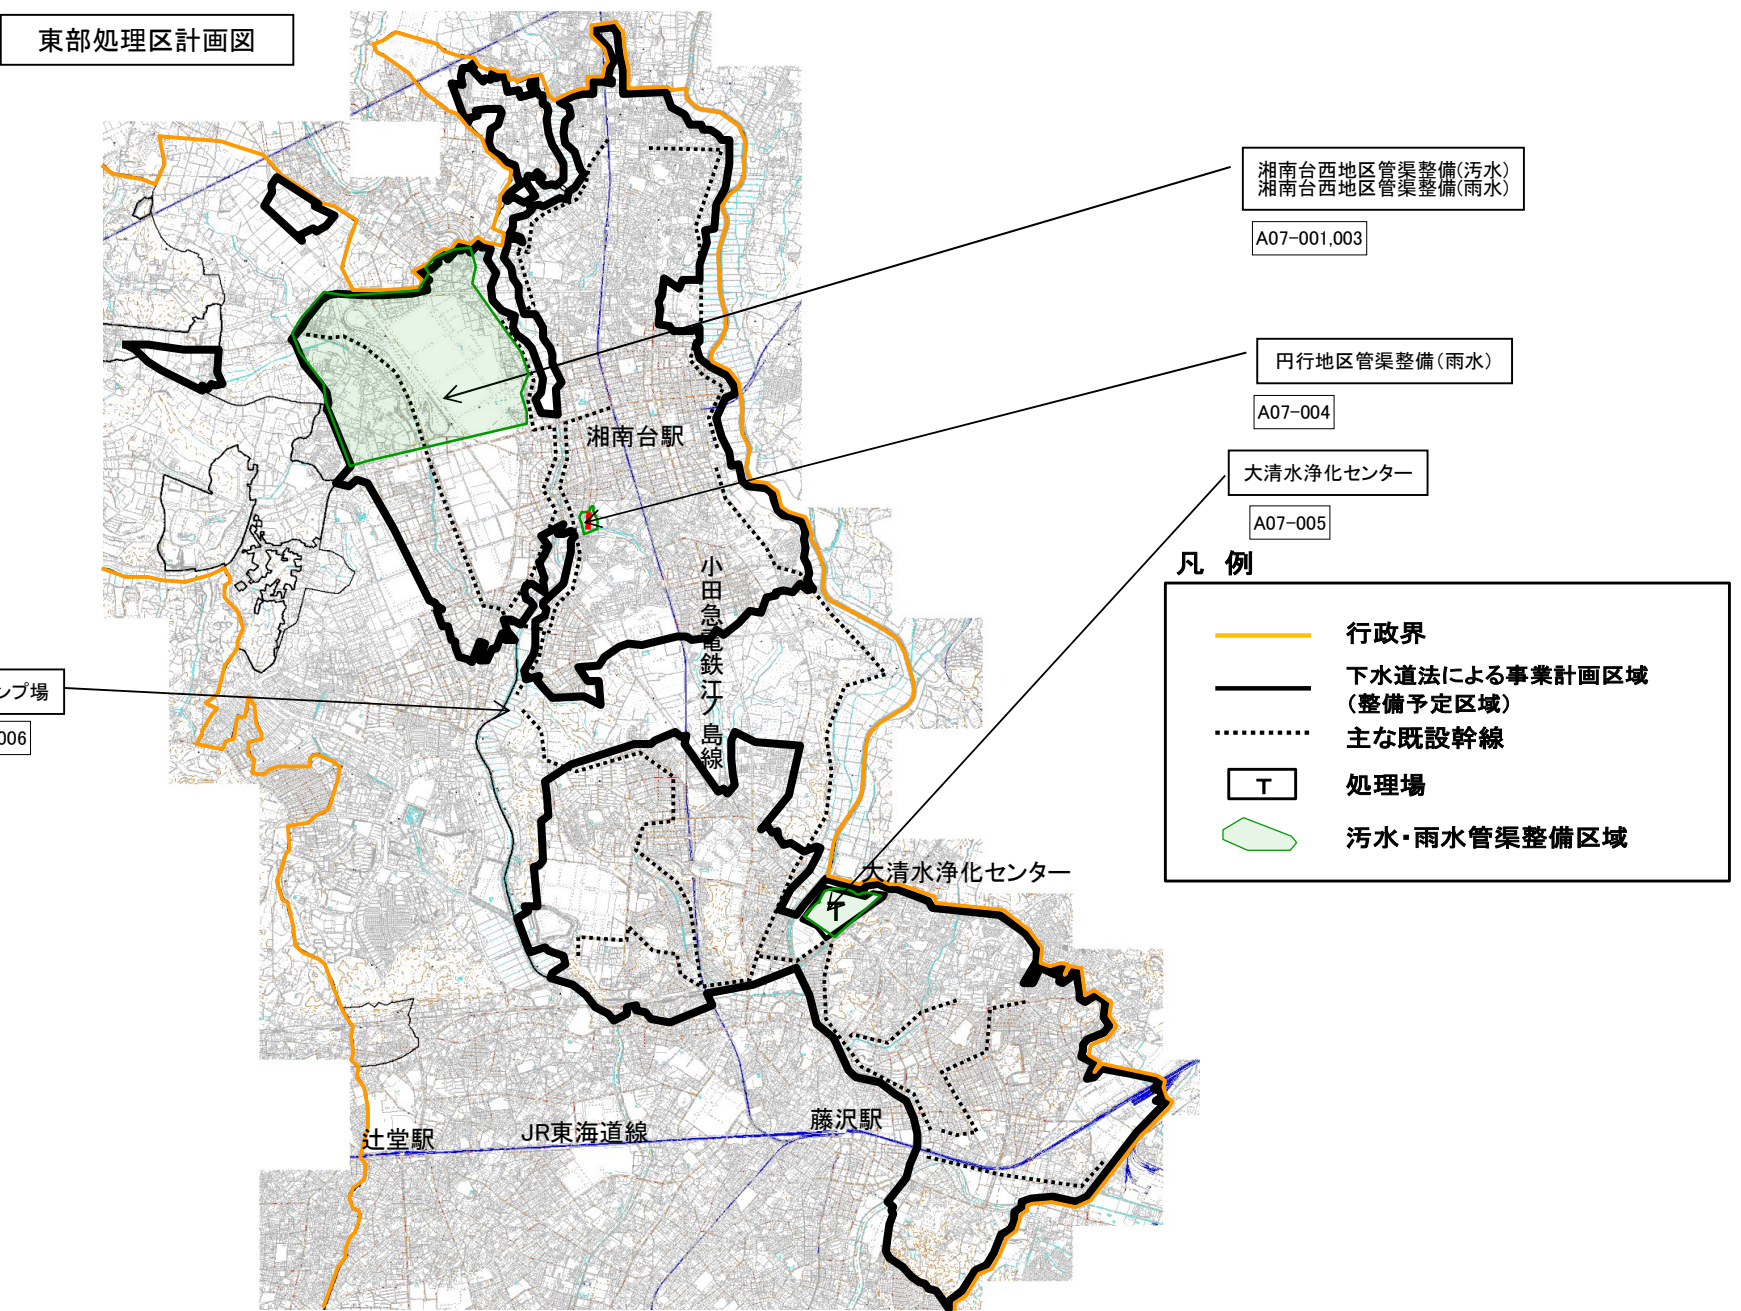 東部処理区計画図
湘南台西地区管渠整備(汚水)
湘南台西地区管渠整備(雨水)
A07-001,003
円行地区管渠整備(雨水)
A07-004
湘南台駅
大清水浄化センター
A07-005
凡 例
行政界
下水道法による事業計画区域
(整備予定区域)
主な既設幹線
T
処理場
汚水・雨水管渠整備区域
小田急電鉄江ノ島線
ンプ場
006
大清水浄化センター
T
藤沢駅
JR東海道線
辻堂駅